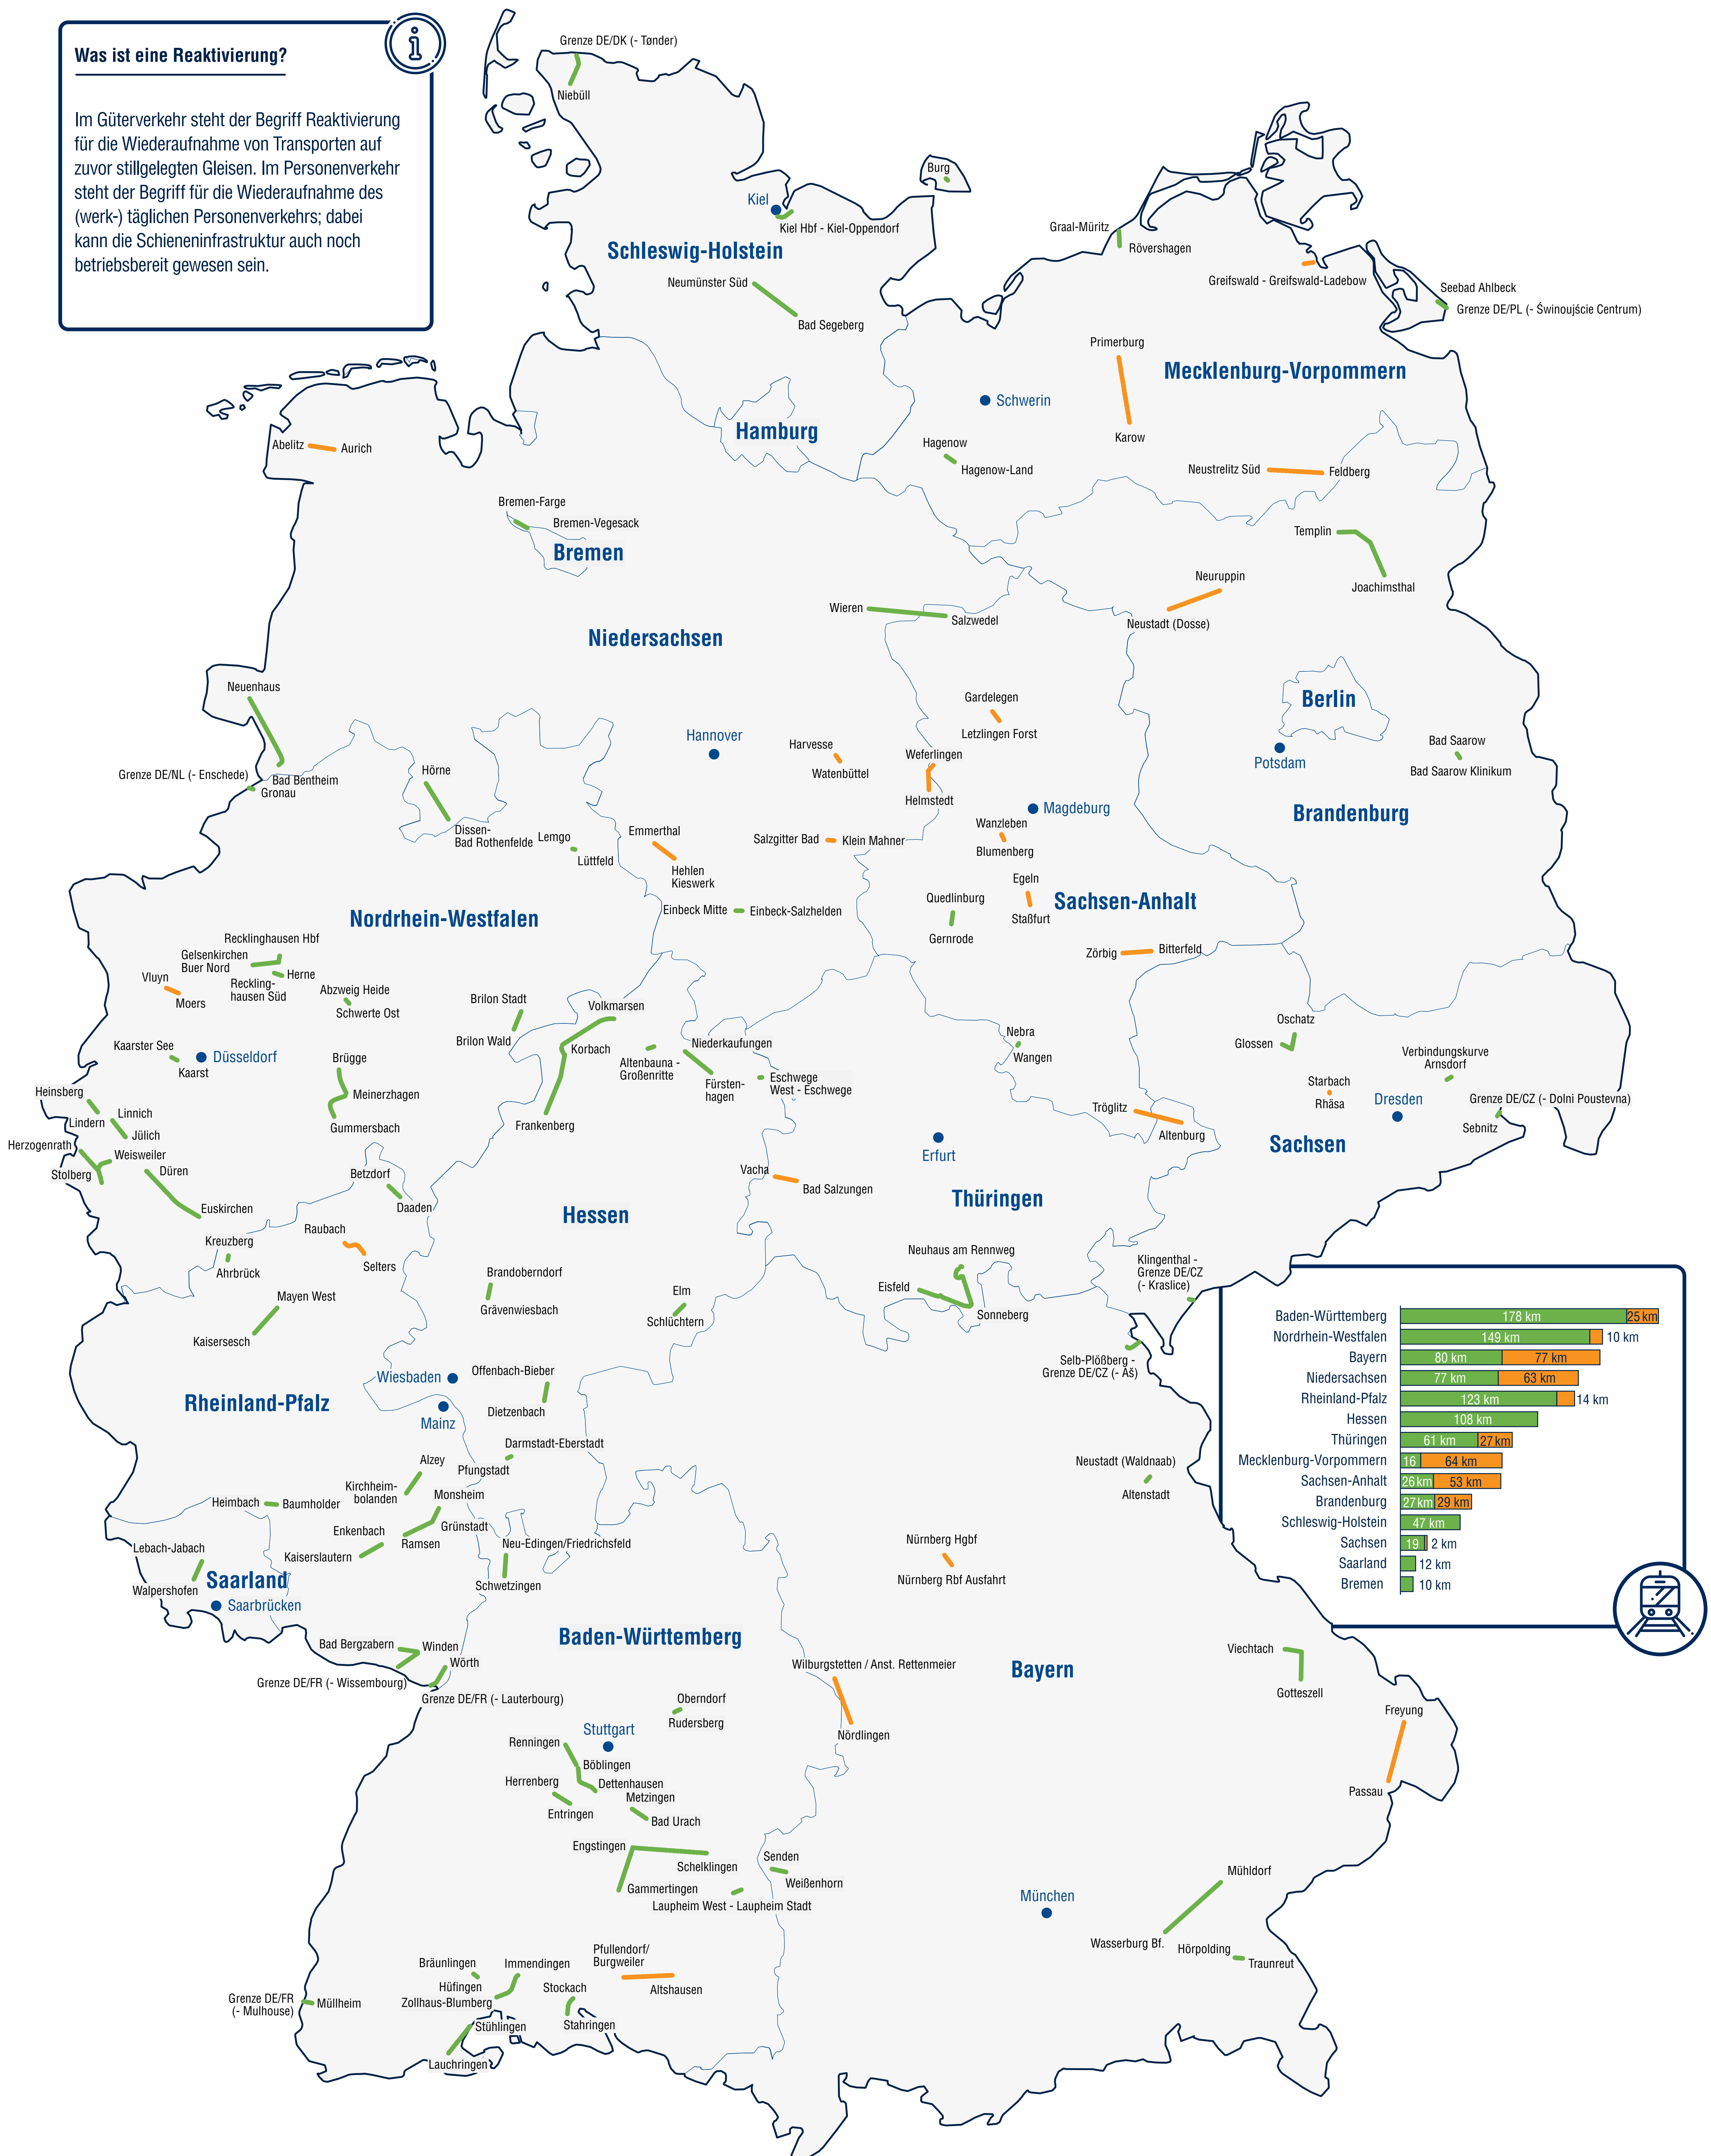 Was ist eine Reaktivierung?
Im Güterverkehr steht der Begriff Reaktivierung
für die Wiederaufnahme von Transporten auf
zuvor stillgelegten Gleisen. Im Personenverkehr
steht der Begriff für die Wiederaufnahme des
(werk-) täglichen Personenverkehrs; dabei
kann die Schieneninfrastruktur auch noch
betriebsbereit gewesen sein.
Grenze DE/DK (- Tønder)
Niebüll
Burg
Kiel
Kiel Hbf - Kiel-Oppendorf
Schleswig-Holstein
Neumünster Süd
Bad Segeberg
Graal-Müritz
Rövershagen
Greifswald - Greifswald-Ladebow
Seebad Ahlbeck
Grenze DE/PL (- Świnoujście Centrum)
Primerburg
Mecklenburg-Vorpommern
Schwerin
Karow
Hagenow
Hagenow-Land
Neustrelitz Süd
Feldberg
Hamburg
Abelitz
Aurich
Bremen-Farge
Bremen-Vegesack
Bremen
Templin
Joachimsthal
Neuruppin
Neustadt (Dosse)
Wieren
Salzwedel
Niedersachsen
Neuenhaus
Grenze DE/NL (- Enschede)
Bad Bentheim
Gronau
Hannover
Harvesse
Watenbüttel
Gardelegen
Letzlingen Forst
Weferlingen
Helmstedt
Berlin
Potsdam
Bad Saarow
Bad Saarow Klinikum
Brandenburg
Magdeburg
Hörne
Dissen-
Bad Rothenfelde
Lemgo
Lüttfeld
Emmerthal
Hehlen
Kieswerk
Salzgitter Bad
Klein Mahner
Wanzleben
Blumenberg
Egeln
Staßfurt
Sachsen-Anhalt
Quedlinburg
Gernrode
Einbeck Mitte
Einbeck-Salzhelden
Zörbig
Bitterfeld
Nordrhein-Westfalen
Recklinghausen Hbf
Gelsenkirchen
Buer Nord
Herne
Reckling-
hausen Süd
Vluyn
Moers
Abzweig Heide
Schwerte Ost
Brilon Stadt
Brilon Wald
Volkmarsen
Korbach
Frankenberg
Altenbauna -
Großenritte
Niederkaufungen
Fürsten-
hagen
Eschwege
West - Eschwege
Nebra
Wangen
Oschatz
Glossen
Verbindungskurve
Arnsdorf
Starbach
Rhäsa
Dresden
Grenze DE/CZ (- Dolni Poustevna)
Sebnitz
Sachsen
Kaarster See
Kaarst
Düsseldorf
Brügge
Meinerzhagen
Gummersbach
Heinsberg
Lindern
Linnich
Jülich
Herzogenrath
Weisweiler
Stolberg
Düren
Euskirchen
Tröglitz
Altenburg
Erfurt
Thüringen
Vacha
Bad Salzungen
Betzdorf
Daaden
Hessen
Raubach
Selters
Kreuzberg
Ahrbrück
Mayen West
Kaisersesch
Brandoberndorf
Grävenwiesbach
Elm
Schlüchtern
Neuhaus am Rennweg
Eisfeld
Sonneberg
Klingenthal -
Grenze DE/CZ
(- Kraslice)
Selb-Plößberg -
Grenze DE/CZ (- Aš)
Wiesbaden
Mainz
Offenbach-Bieber
Dietzenbach
Rheinland-Pfalz
Darmstadt-Eberstadt
Pfungstadt
Alzey
Kirchheim-
bolanden
Monsheim
Grünstadt
Heimbach
Baumholder
Enkenbach
Ramsen
Kaiserslautern
Neu-Edingen/Friedrichsfeld
Schwetzingen
Lebach-Jabach
Walpershofen
Saarland
Saarbrücken
Neustadt (Waldnaab)
Altenstadt
Nürnberg Hgbf
Nürnberg Rbf Ausfahrt
Baden-Württemberg
178 km
25 km
Nordrhein-Westfalen
149 km
10 km
Bayern
80 km
77 km
Niedersachsen
77 km
63 km
Rheinland-Pfalz
123 km
14 km
Hessen
108 km
Thüringen
61 km
27 km
Mecklenburg-Vorpommern
16
64 km
Sachsen-Anhalt
26 km
53 km
Brandenburg
27 km
29 km
Schleswig-Holstein
47 km
Sachsen
19
2 km
Saarland
12 km
Bremen
10 km
Bad Bergzabern
Winden
Wörth
Grenze DE/FR (- Wissembourg)
Grenze DE/FR (- Lauterbourg)
Baden-Württemberg
Wilburgstetten / Anst. Rettenmeier
Nördlingen
Bayern
Viechtach
Gotteszell
Freyung
Passau
Oberndorf
Rudersberg
Stuttgart
Renningen
Böblingen
Dettenhausen
Herrenberg
Entringen
Metzingen
Bad Urach
Engstingen
Schelklingen
Gammertingen
Senden
Weißenhorn
Laupheim West - Laupheim Stadt
München
Mühldorf
Wasserburg Bf.
Hörpolding
Traunreut
Pfullendorf/
Burgweiler
Altshausen
Bräunlingen
Hüfingen
Immendingen
Zollhaus-Blumberg
Stockach
Stahringen
Grenze DE/FR
(- Mulhouse)
Müllheim
Stühlingen
Lauchringen